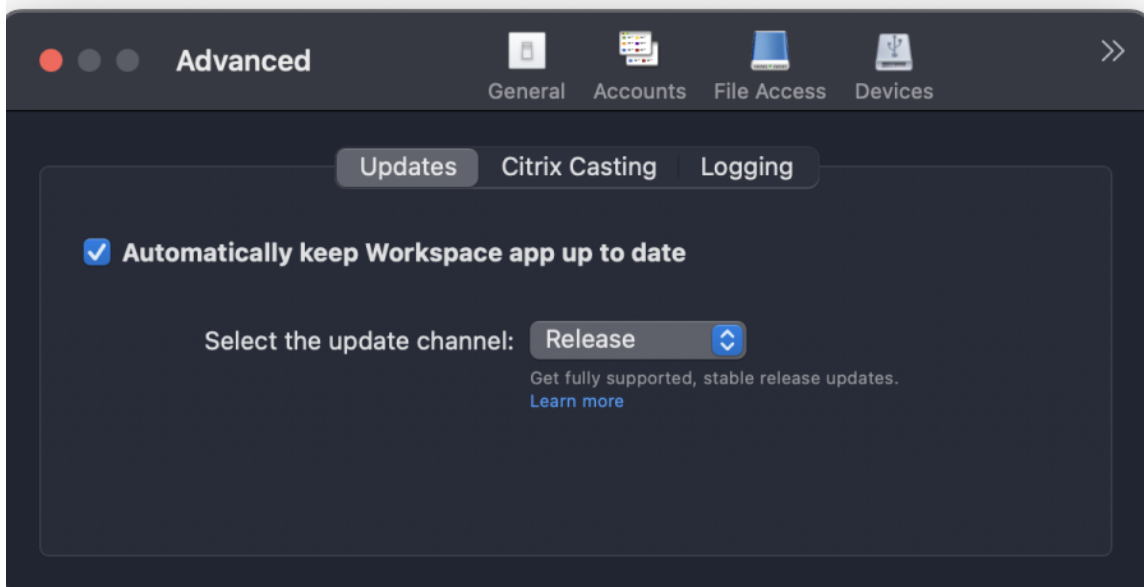 Advanced
General Accounts File Access Devices
Updates Citrix Casting Logging
Automatically keep Workspace app up to date
Select the update channel: Release
Get fully supported, stable release updates.
Learn more